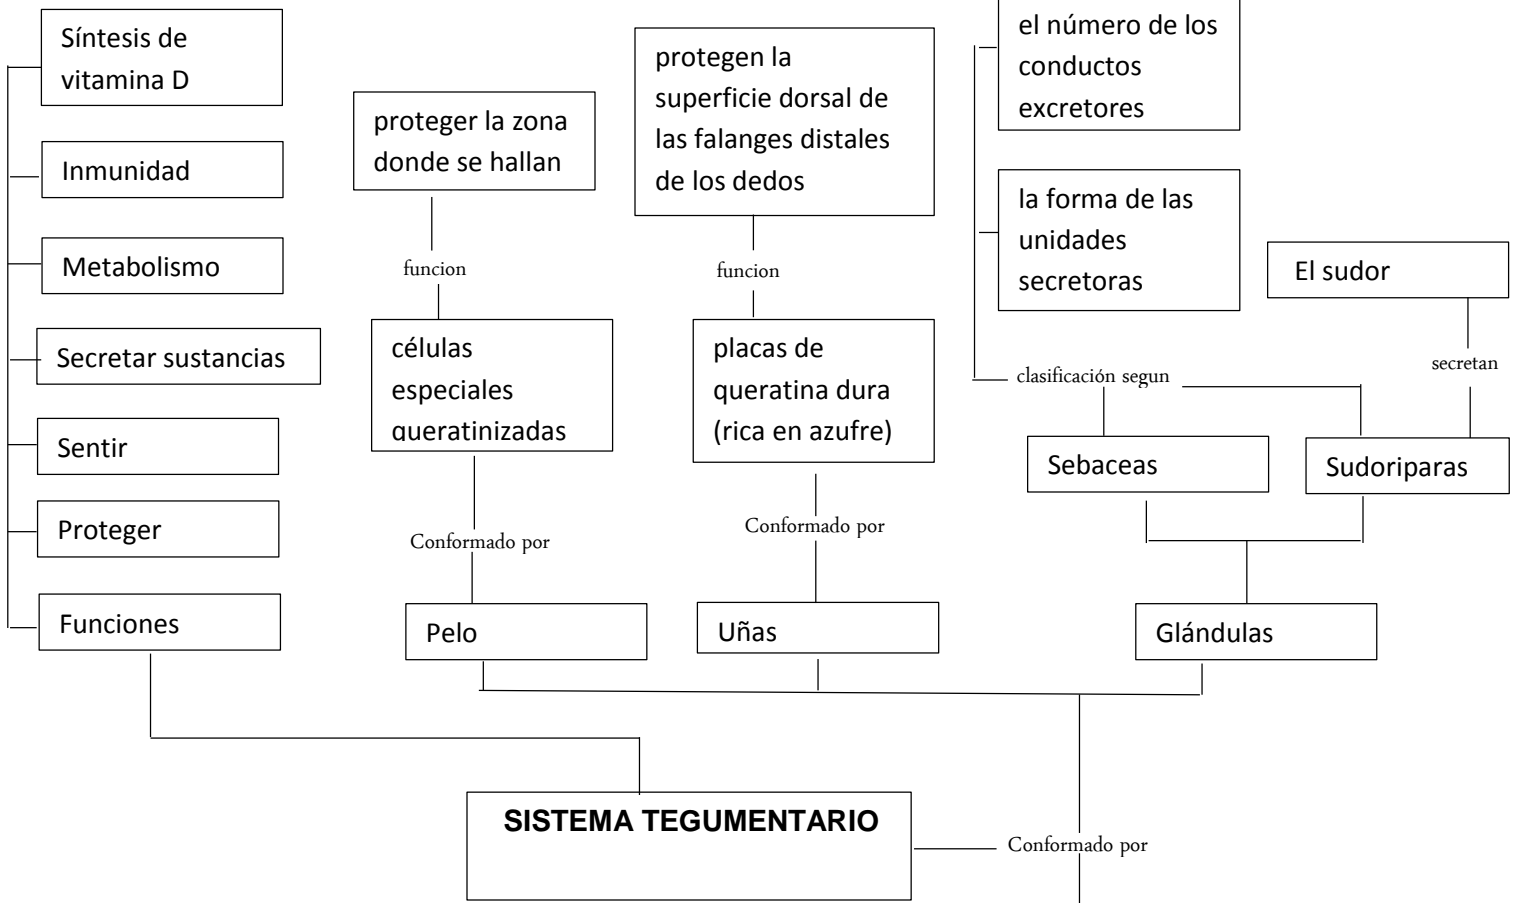 Síntesis de
vitamina D
Inmunidad
Metabolismo
Secretar sustancias
Sentir
Proteger
Funciones
proteger la zona
donde se hallan
funcion
células
especiales
queratinizadas
Conformado por
Pelo
protegen la
superficie dorsal de
las falanges distales
de los dedos
funcion
placas de
queratina dura
(rica en azufre)
Conformado por
Uñas
el número de los
conductos
excretores
la forma de las
unidades
secretoras
El sudor
secretan
clasificación segun
Sebaceas
Sudoriparas
Glándulas
SISTEMA TEGUMENTARIO
Conformado por